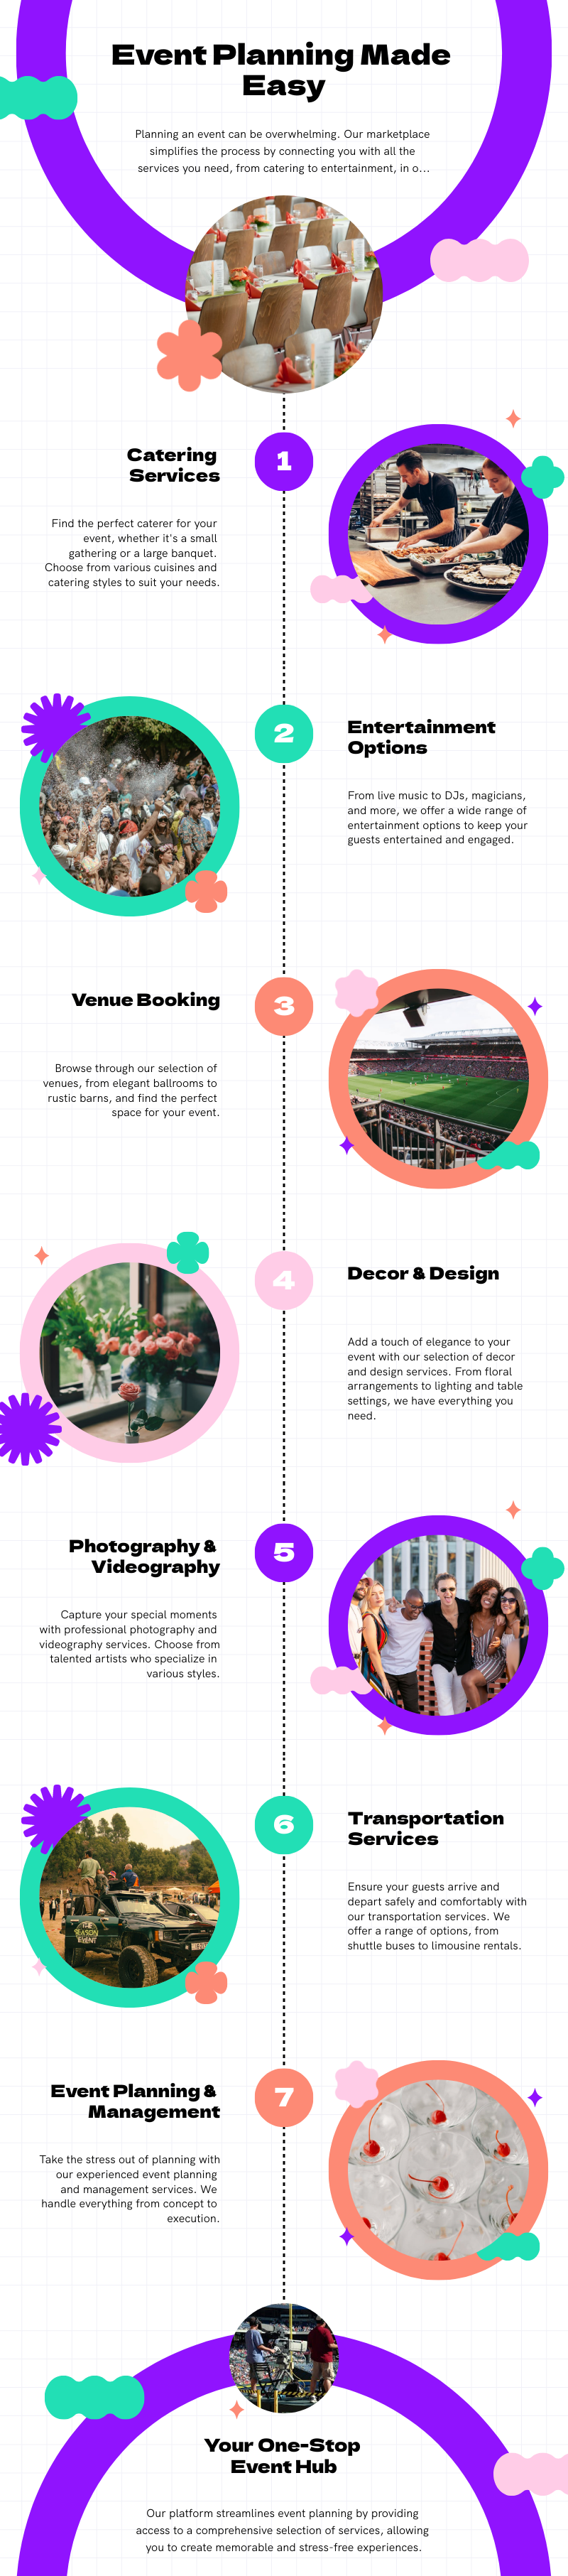 Event Planning Made
Easy
Planning an event can be overwhelming. Our marketplace
simplifies the process by connecting you with all the
services you need, from catering to entertainment, in o...
Catering
Services
1
Find the perfect caterer for your
event, whether it's a small
gathering or a large banquet.
Choose from various cuisines and
catering styles to suit your needs.
2
Entertainment
Options
From live music to DJs, magicians,
and more, we offer a wide range of
entertainment options to keep your
guests entertained and engaged.
Venue Booking
3
Browse through our selection of
venues, from elegant ballrooms to
rustic barns, and find the perfect
space for your event.
4
Decor & Design
Add a touch of elegance to your
event with our selection of decor
and design services. From floral
arrangements to lighting and table
settings, we have everything you
need.
Photography &
Videography
5
Capture your special moments
with professional photography and
videography services. Choose from
talented artists who specialize in
various styles.
6
Transportation
Services
Ensure your guests arrive and
depart safely and comfortably with
our transportation services. We
offer a range of options, from
shuttle buses to limousine rentals.
THE
SEASON
EVENT
Event Planning &
Management
7
Take the stress out of planning with
our experienced event planning
and management services. We
handle everything from concept to
execution.
Your One-Stop
Event Hub
Our platform streamlines event planning by providing
access to a comprehensive selection of services, allowing
you to create memorable and stress-free experiences.